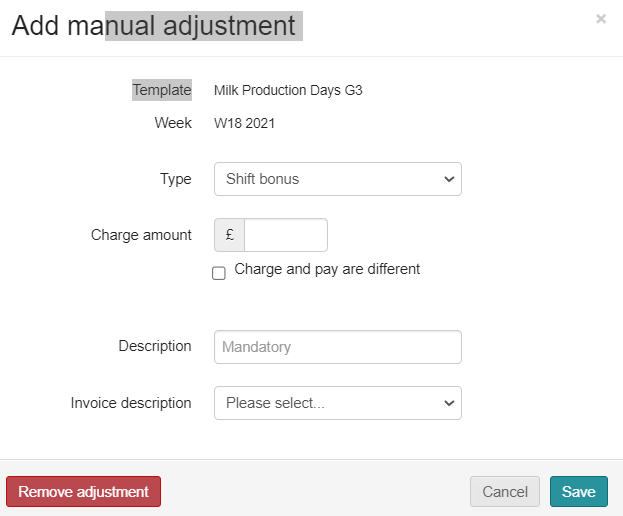 Add manual adjustment ×
Template Milk Production Days G3
Week W18 2021
Type Shift bonus
Charge amount £
Charge and pay are different
Description Mandatory
Invoice description Please select...
Remove adjustment Cancel Save